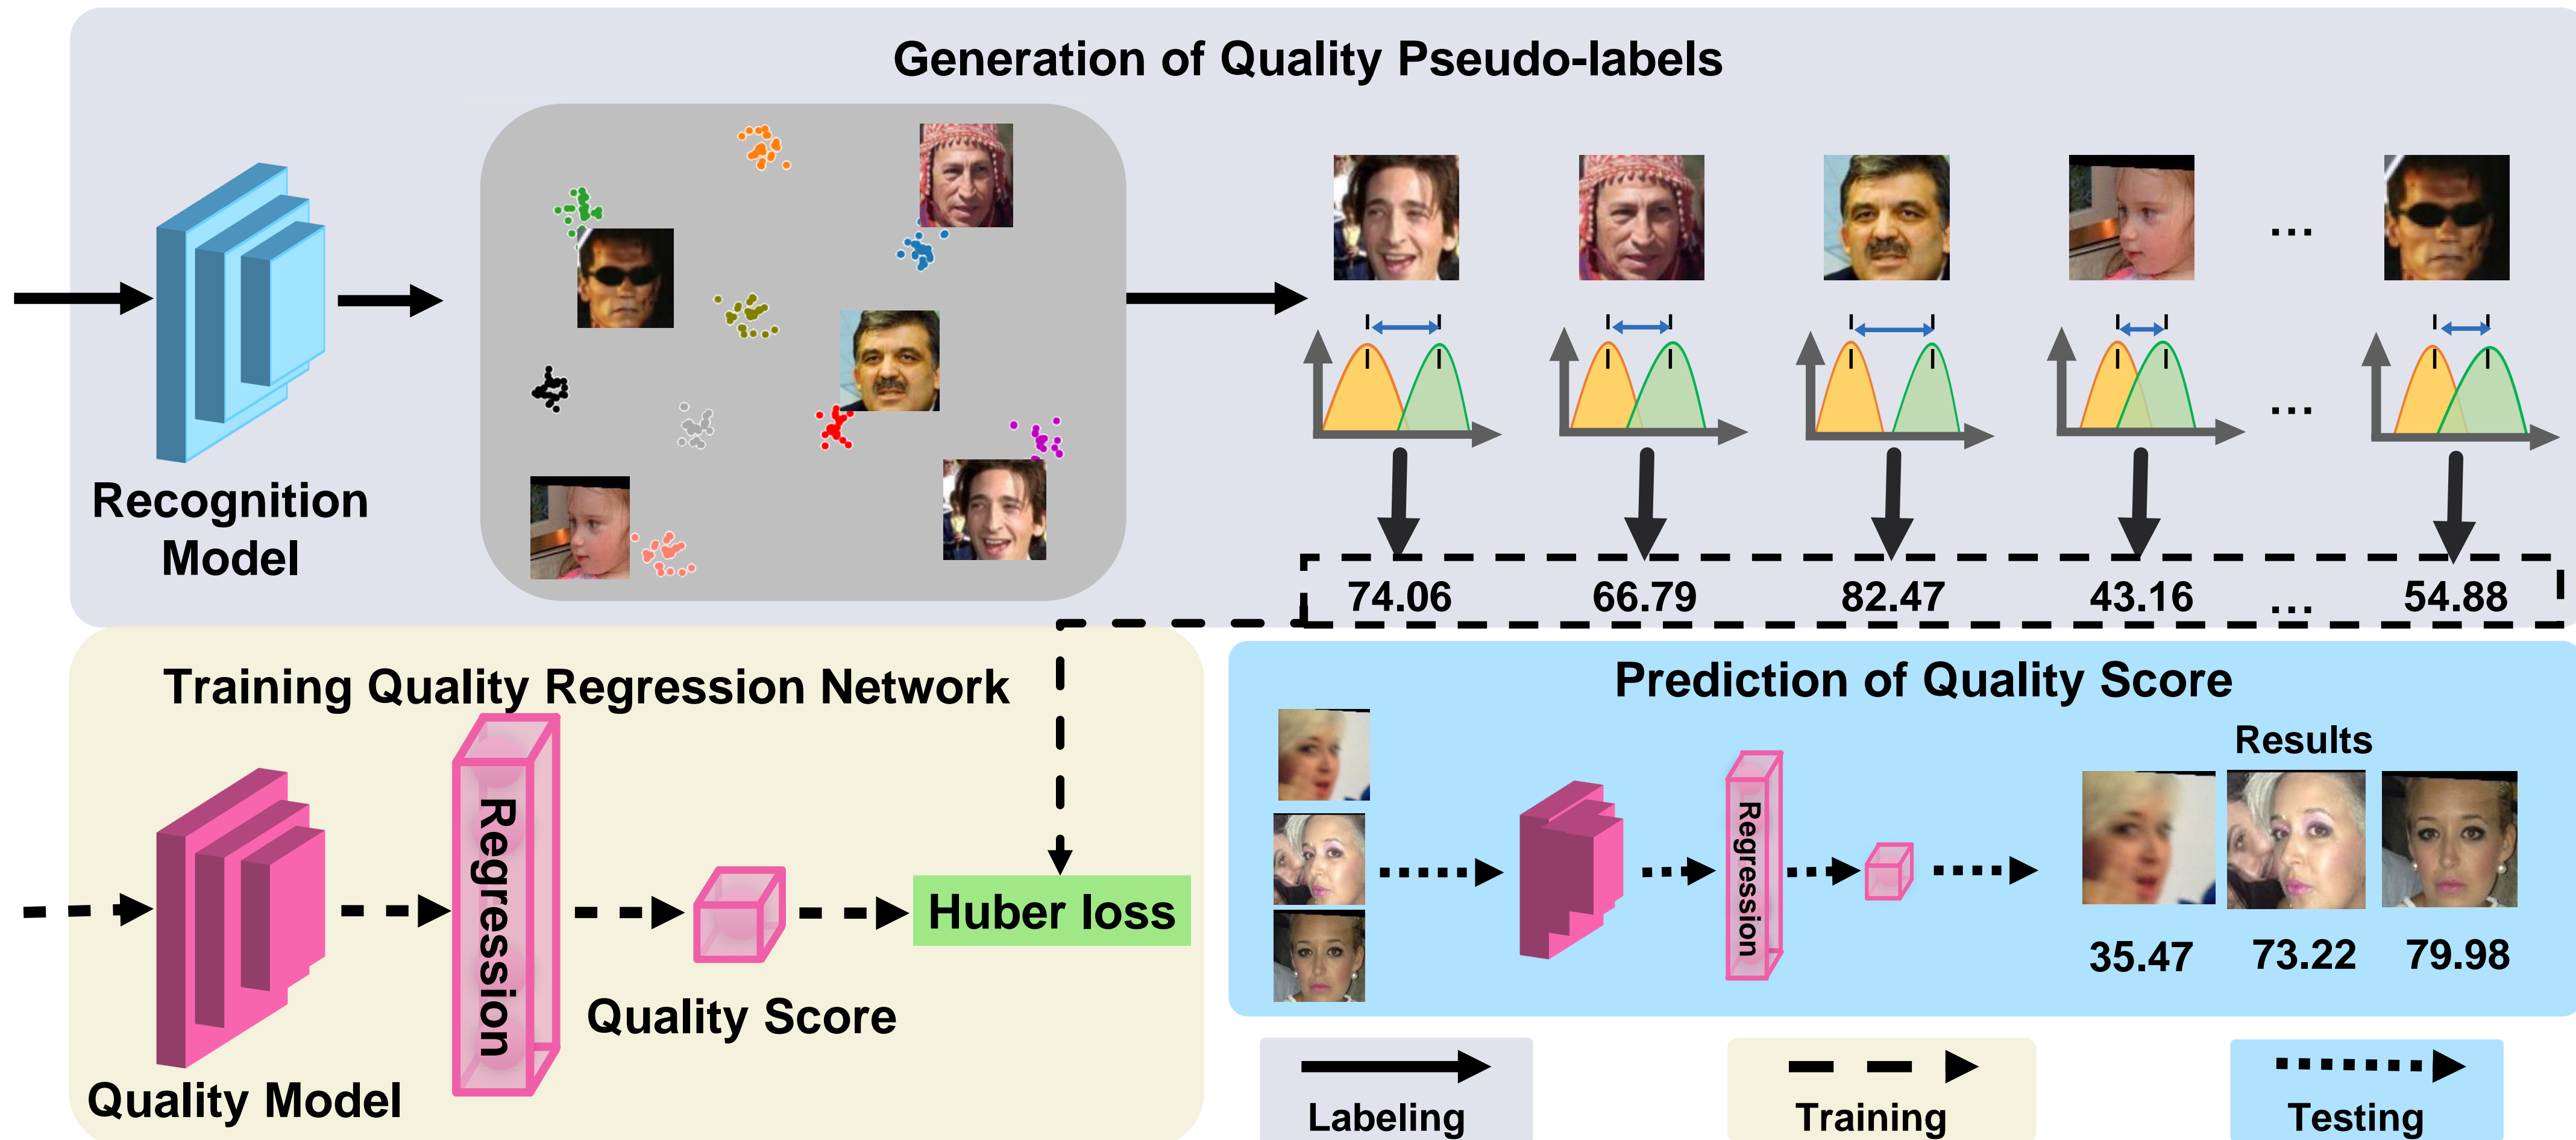 Generation of Quality Pseudo-labels
Recognition
Model
...
...
74.06 66.79 82.47 43.16 ... 54.88
Training Quality Regression Network
Regression
Huber loss
Quality Score
Quality Model
Prediction of Quality Score
Results
Regression
35.47 73.22 79.98
Labeling
Training
Testing